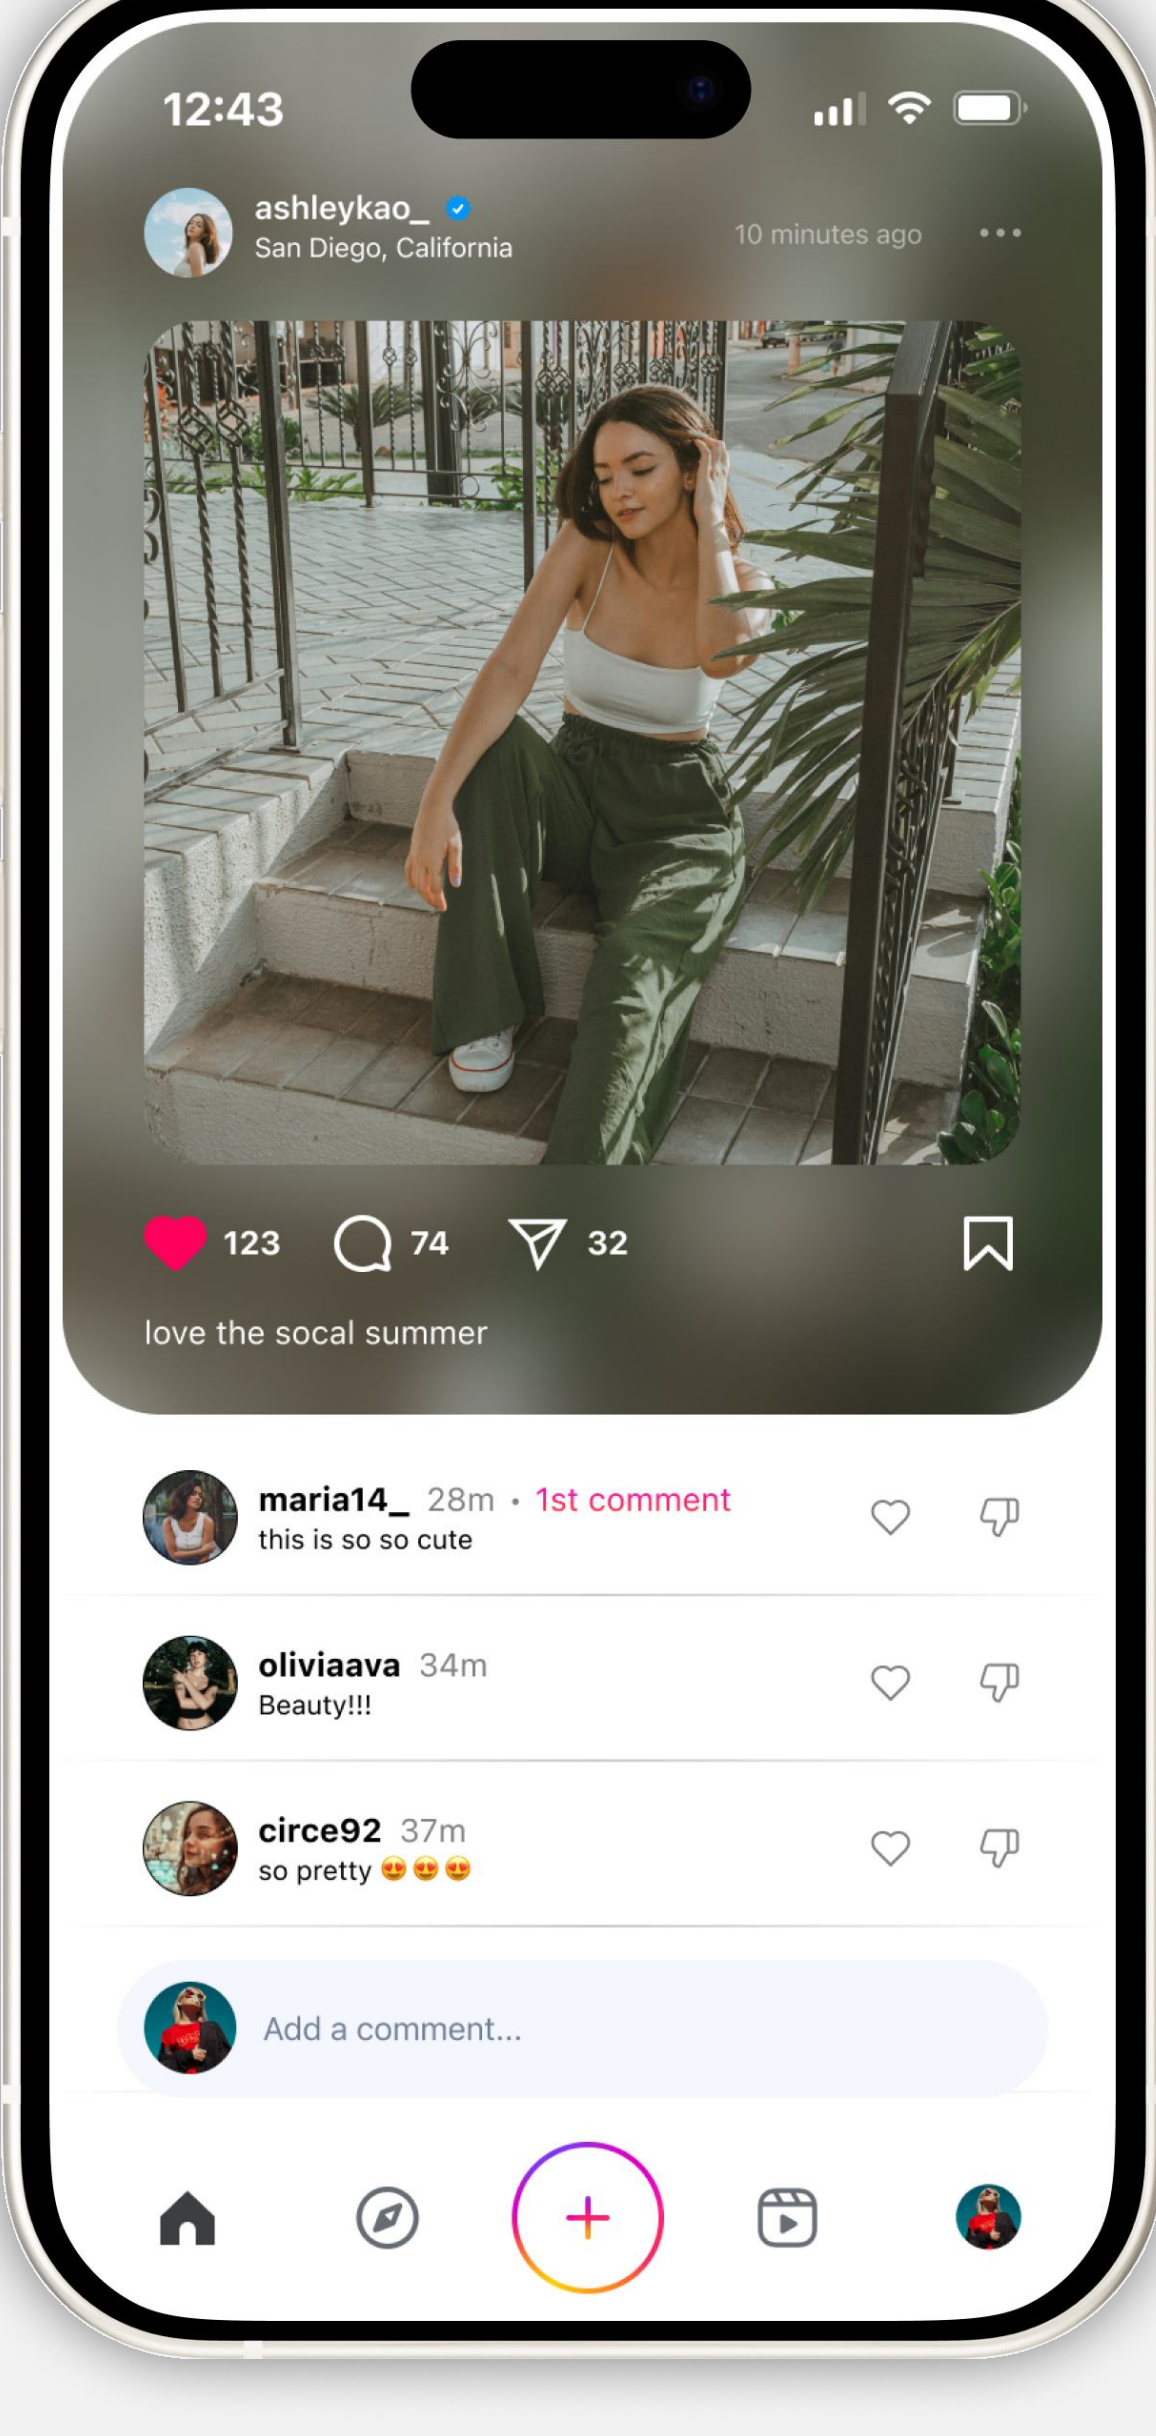 12:43
ashleykao_
San Diego, California
10 minutes ago
123
74
32
love the socal summer
maria14_ 28m • 1st comment
this is so so cute
oliviaava 34m
Beauty!!!
circe92 37m
so pretty 😍😍😍
Add a comment...